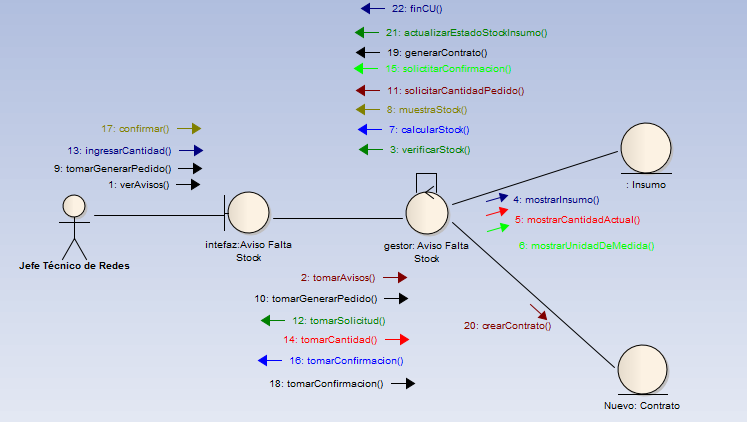 22: finCU()
21: actualizarEstadoStockInsumo()
19: generarContrato()
15: solictitarConfirmacion()
11: solicitarCantidadPedido()
8: muestraStock()
7: calcularStock()
3: verificarStock()
17: confirmar()
13: ingresarCantidad()
9: tomarGenerarPedido()
1: verAvisos()
: Insumo
4: mostrarInsumo()
5: mostrarCantidadActual()
6: mostrarUnidadDeMedida()
intefaz:Aviso Falta
Stock
gestor: Aviso Falta
Stock
Jefe Técnico de Redes
2: tomarAvisos()
10: tomarGenerarPedido()
12: tomarSolicitud()
14: tomarCantidad()
16: tomarConfirmacion()
18: tomarConfirmacion()
20: crearContrato()
Nuevo: Contrato